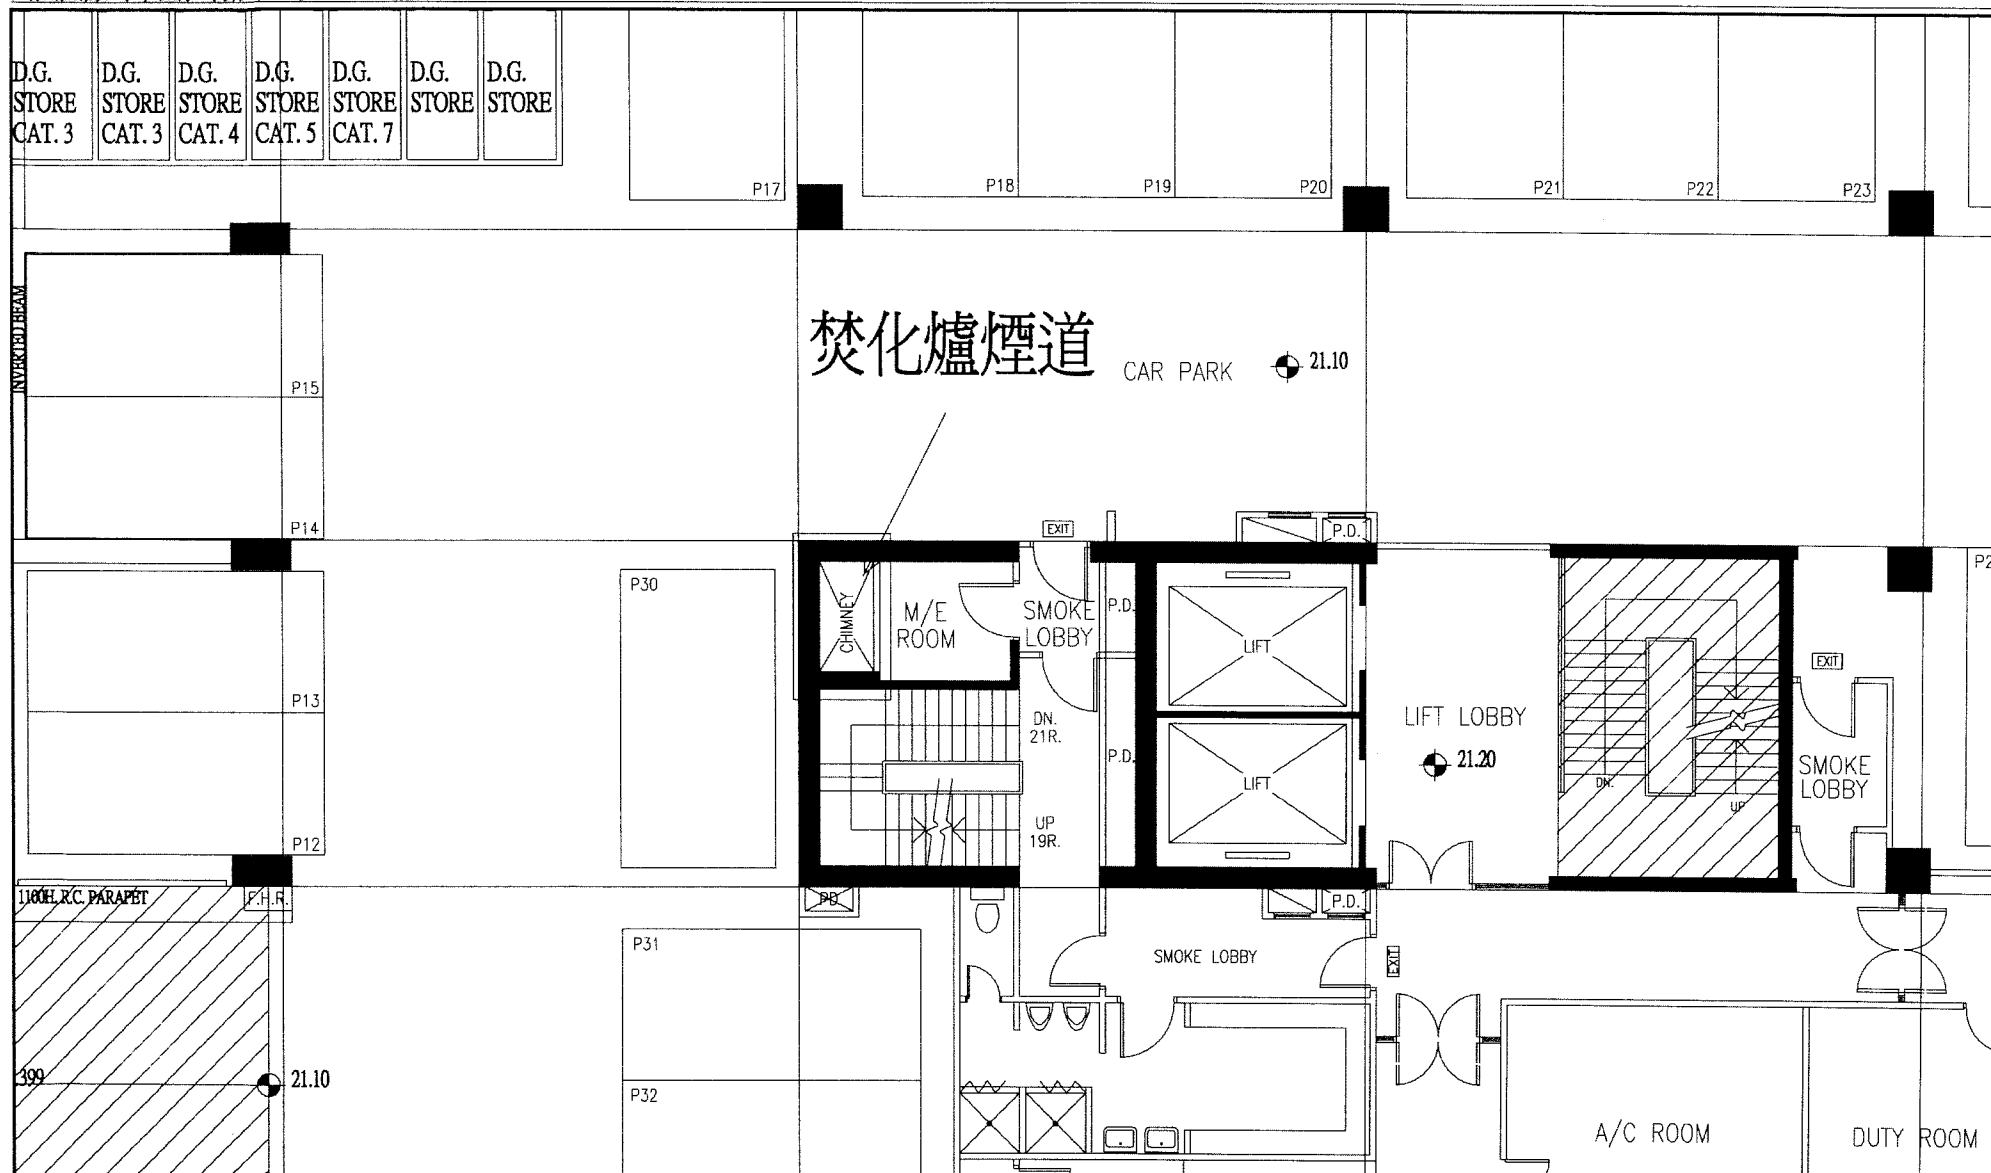 D.G.
STORE
CAT. 3
D.G.
STORE
CAT. 3
D.G.
STORE
CAT. 4
D.G.
STORE
CAT. 5
D.G.
STORE
CAT. 7
D.G.
STORE
D.G.
STORE
P17
P18
P19
P20
P21
P22
P23
INVERTED BEAM
焚化爐煙道
CAR PARK
21.10
P15
P14
EXIT
P.D.
P30
CHIMNEY
M/E
ROOM
SMOKE
LOBBY
P.D.
LIFT
EXIT
P13
DN.
21R.
P.D.
LIFT LOBBY
21.20
LIFT
DN.
UP
SMOKE
LOBBY
UP
19R.
P12
1100H. R.C. PARAPET
F.H.R.
PD
P.D.
P31
SMOKE LOBBY
EXIT
399
21.10
P32
A/C ROOM
DUTY ROOM